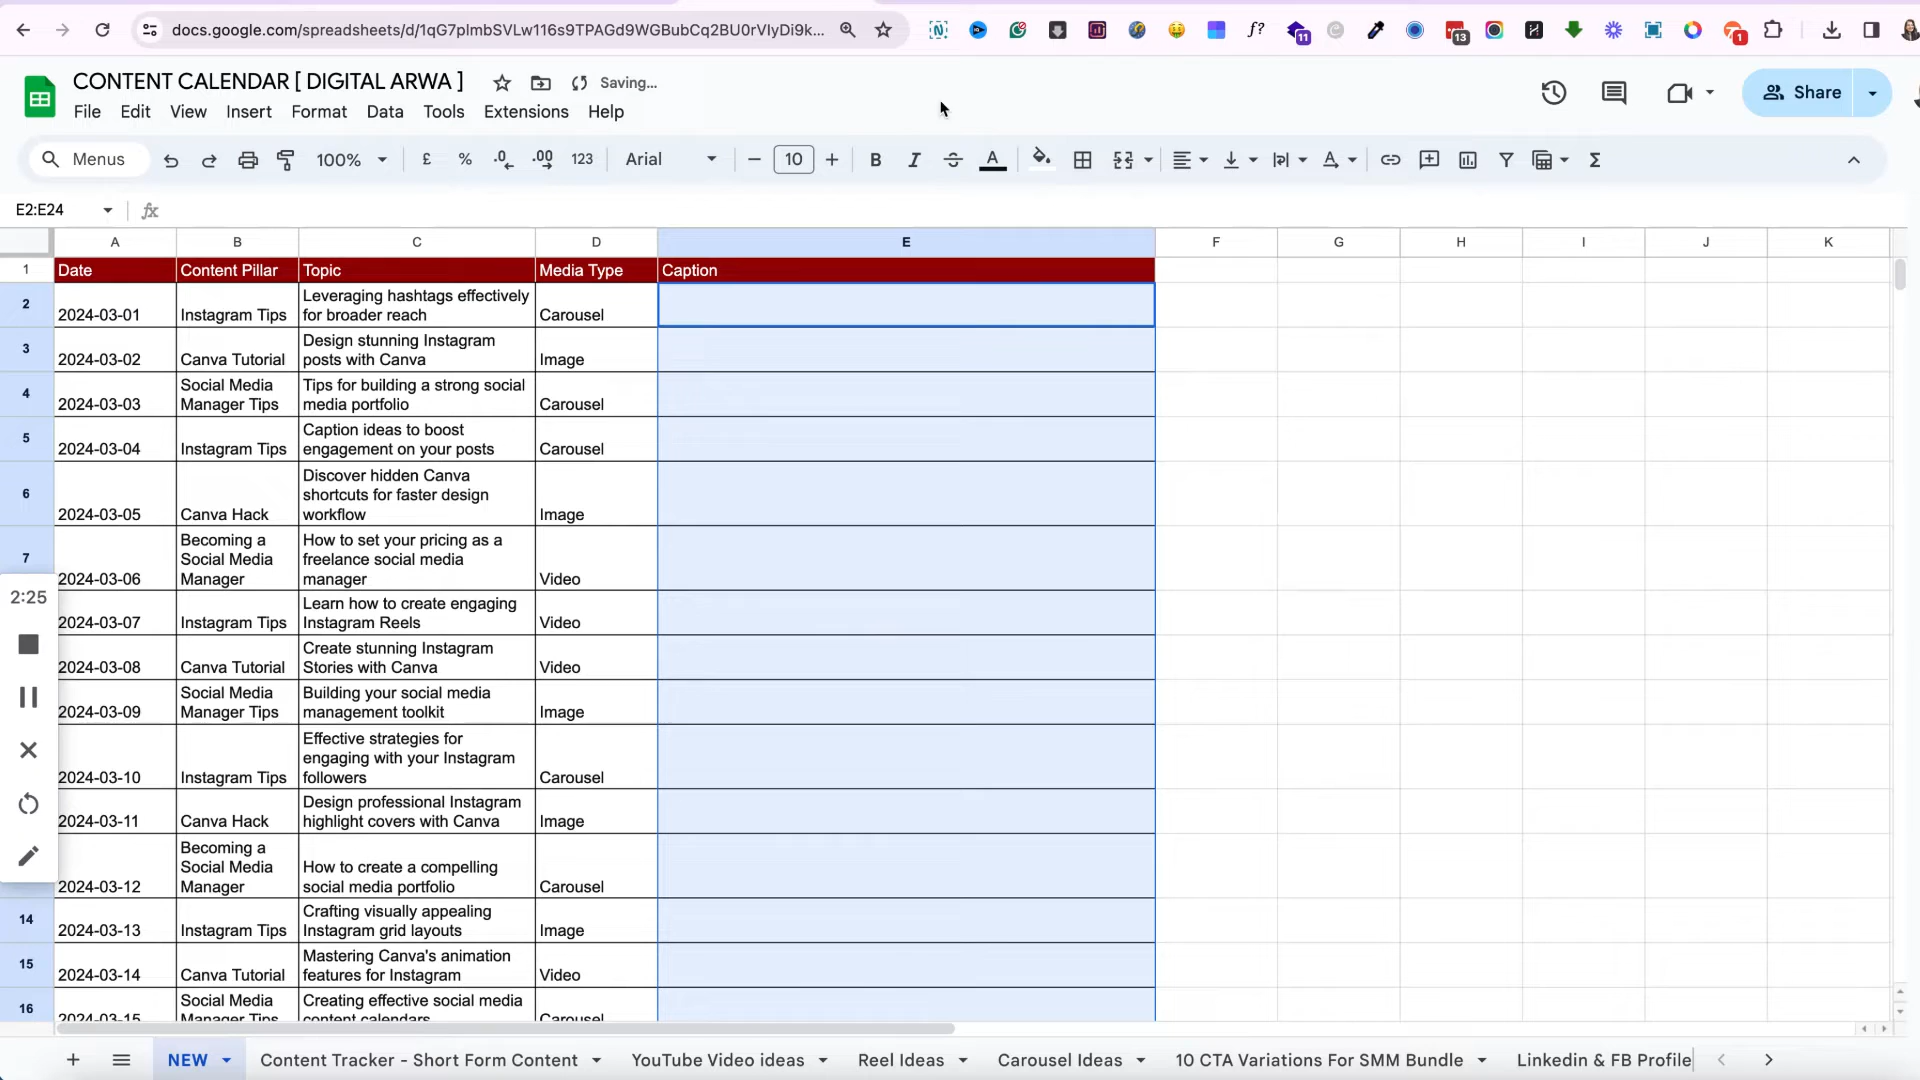 docs.google.com/spreadsheets/d/1qG7plmbSVLw116s9TPAGd9WGBubCq2BU0rVlyDi9k...
11
13
1
CONTENT CALENDAR [ DIGITAL ARWA ]
Saving...
Share
File Edit View Insert Format Data Tools Extensions Help
Menus 100% £ % .0 .00 123 Arial 10 B I S A
E2:E24 fx
A B C D E F G H I J K
1 Date Content Pillar Topic Media Type Caption
2 2024-03-01 Instagram Tips Leveraging hashtags effectively
for broader reach Carousel
3 2024-03-02 Canva Tutorial Design stunning Instagram
posts with Canva Image
4 2024-03-03 Social Media
Manager Tips Tips for building a strong social
media portfolio Carousel
5 2024-03-04 Instagram Tips Caption ideas to boost
engagement on your posts Carousel
6 2024-03-05 Canva Hack Discover hidden Canva
shortcuts for faster design
workflow Image
7 2024-03-06 Becoming a
Social Media
Manager How to set your pricing as a
freelance social media
manager Video
2:25
2024-03-07 Instagram Tips Learn how to create engaging
Instagram Reels Video
2024-03-08 Canva Tutorial Create stunning Instagram
Stories with Canva Video
2024-03-09 Social Media
Manager Tips Building your social media
management toolkit Image
2024-03-10 Instagram Tips Effective strategies for
engaging with your Instagram
followers Carousel
2024-03-11 Canva Hack Design professional Instagram
highlight covers with Canva Image
2024-03-12 Becoming a
Social Media
Manager How to create a compelling
social media portfolio Carousel
14 2024-03-13 Instagram Tips Crafting visually appealing
Instagram grid layouts Image
15 2024-03-14 Canva Tutorial Mastering Canva's animation
features for Instagram Video
16 2024-03-15 Social Media
Manager Tips Creating effective social media
content calendars Carousel
NEW Content Tracker - Short Form Content YouTube Video ideas Reel Ideas Carousel Ideas 10 CTA Variations For SMM Bundle Linkedin & FB Profile